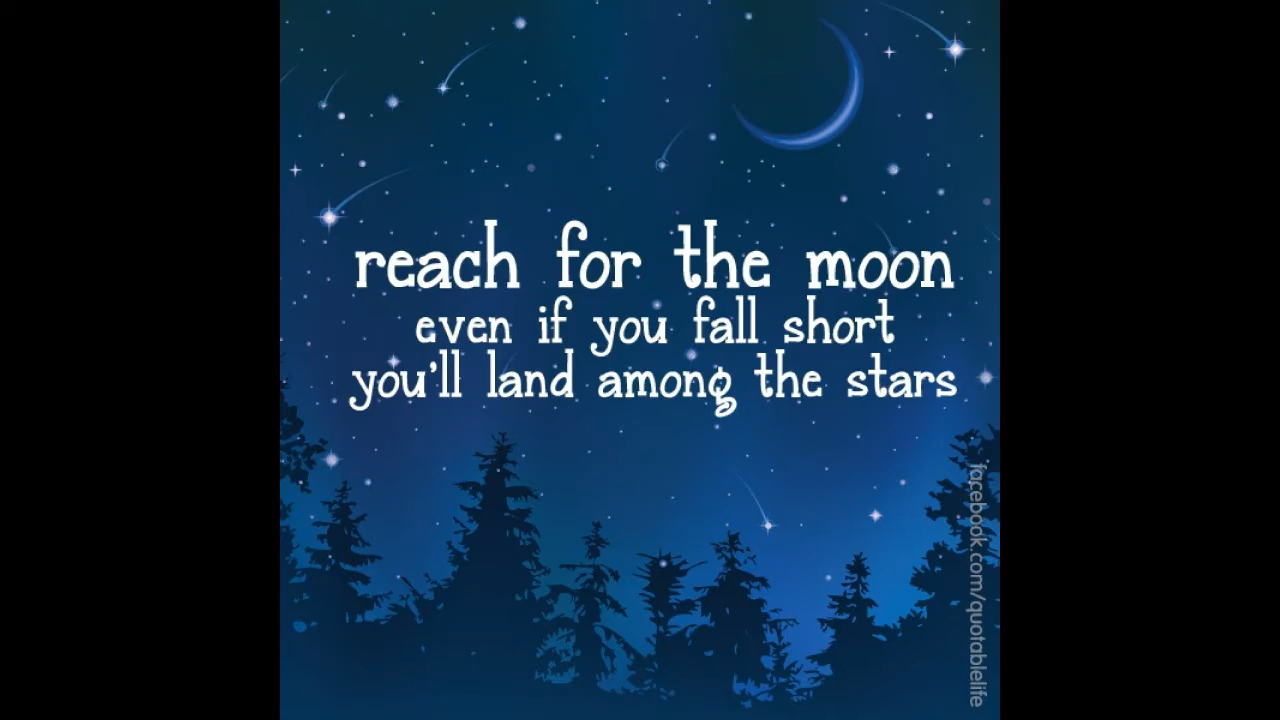 reach for the moon
even if you fall short
you'll land among the stars
facebook.com/quotablelife